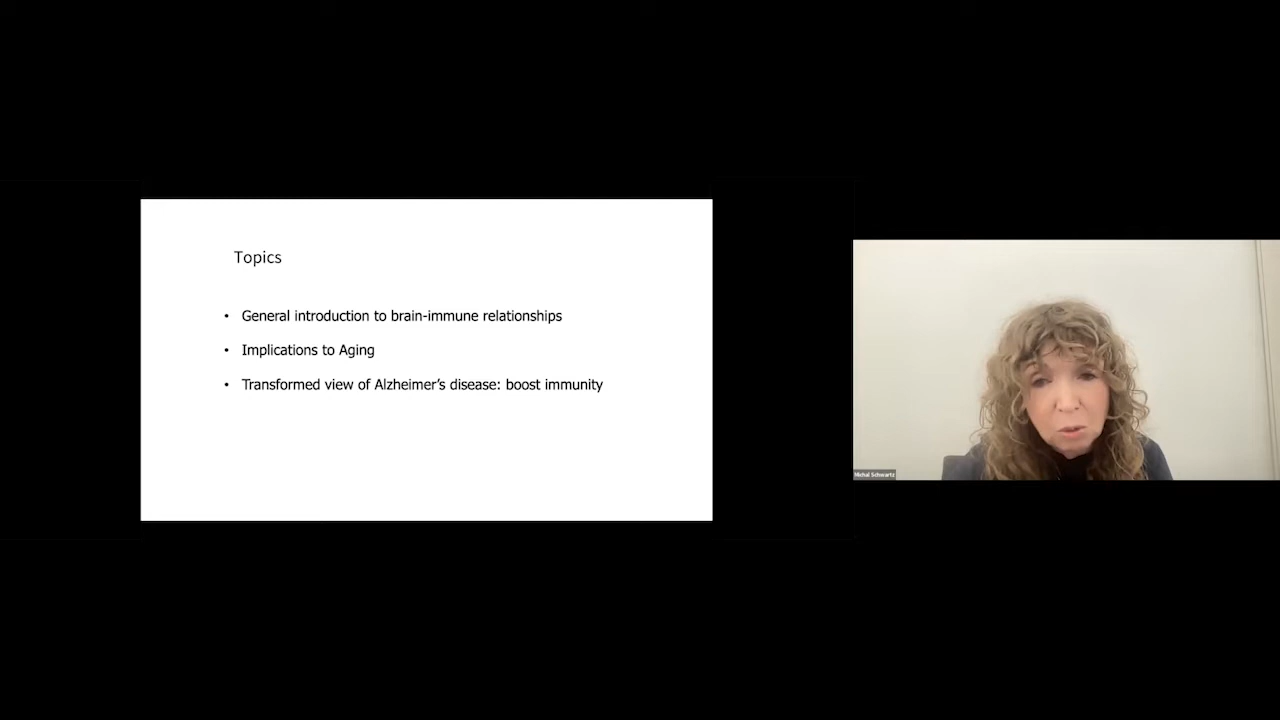 Topics
• General introduction to brain-immune relationships
• Implications to Aging
• Transformed view of Alzheimer's disease: boost immunity
Michal Schwartz